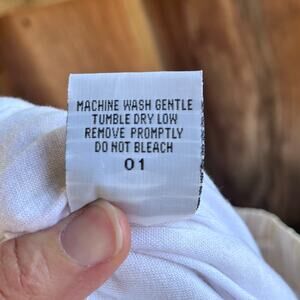 MACHINE WASH GENTLE
TUMBLE DRY LOW
REMOVE PROMPTLY
DO NOT BLEACH
01